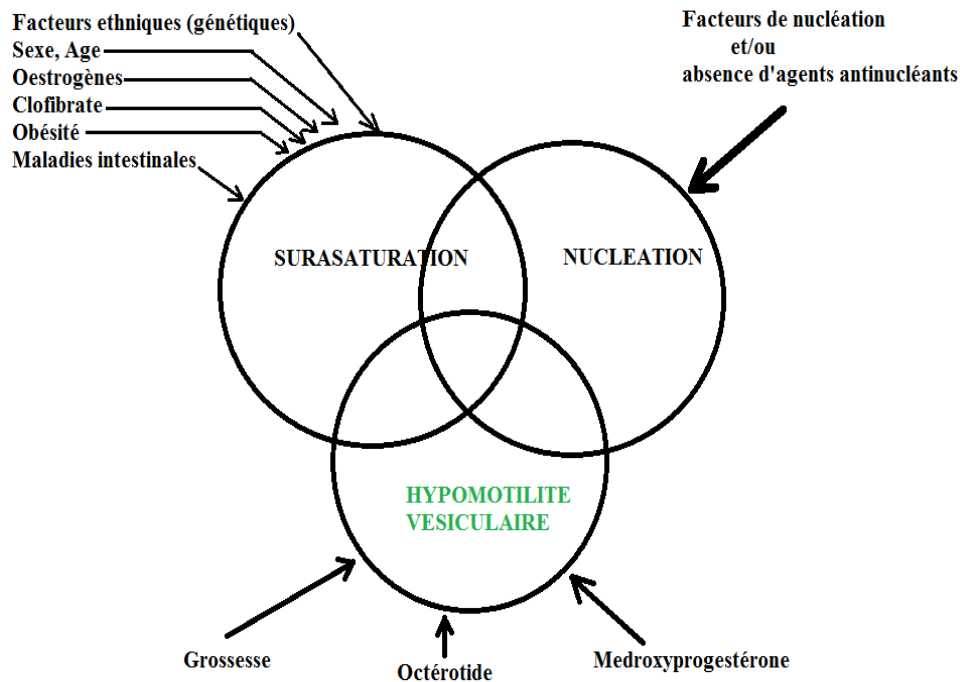 Facteurs ethniques (génétiques)
Sexe, Age
Oestrogènes
Clofibrate
Obésité
Maladies intestinales
Facteurs de nucléation
et/ou
absence d'agents antinucléants
SURASATURATION
NUCLEATION
HYPOMOTILITE
VESICULAIRE
Grossesse
Octérotide
Medroxyprogestérone